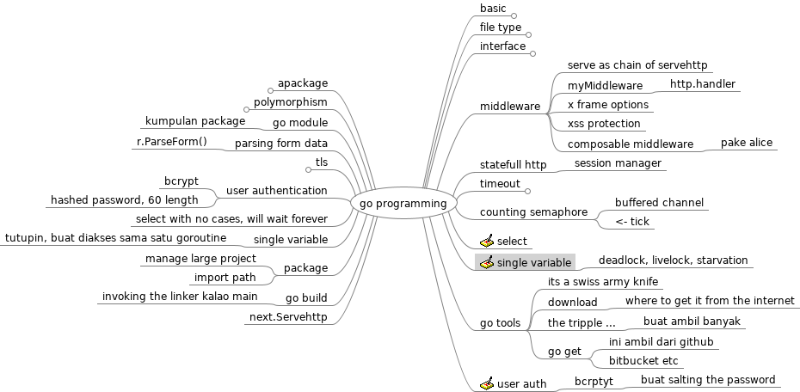 basic
file type
interface
serve as chain of servehttp
myMiddleware
http.handler
middleware
x frame options
xss protection
composable middleware
pake alice
statefull http
session manager
timeout
counting semaphore
buffered channel
<- tick
select
single variable
deadlock, livelock, starvation
go tools
its a swiss army knife
download
where to get it from the internet
the tripple ...
buat ambil banyak
go get
ini ambil dari github
bitbucket etc
user auth
bcrptyt
buat salting the password
go programming
apackage
polymorphism
kumpulan package
go module
r.ParseForm()
parsing form data
tls
bcrypt
user authentication
hashed password, 60 length
select with no cases, will wait forever
tutupin, buat diakses sama satu goroutine
single variable
manage large project
package
import path
invoking the linker kalao main
go build
next.Servehttp